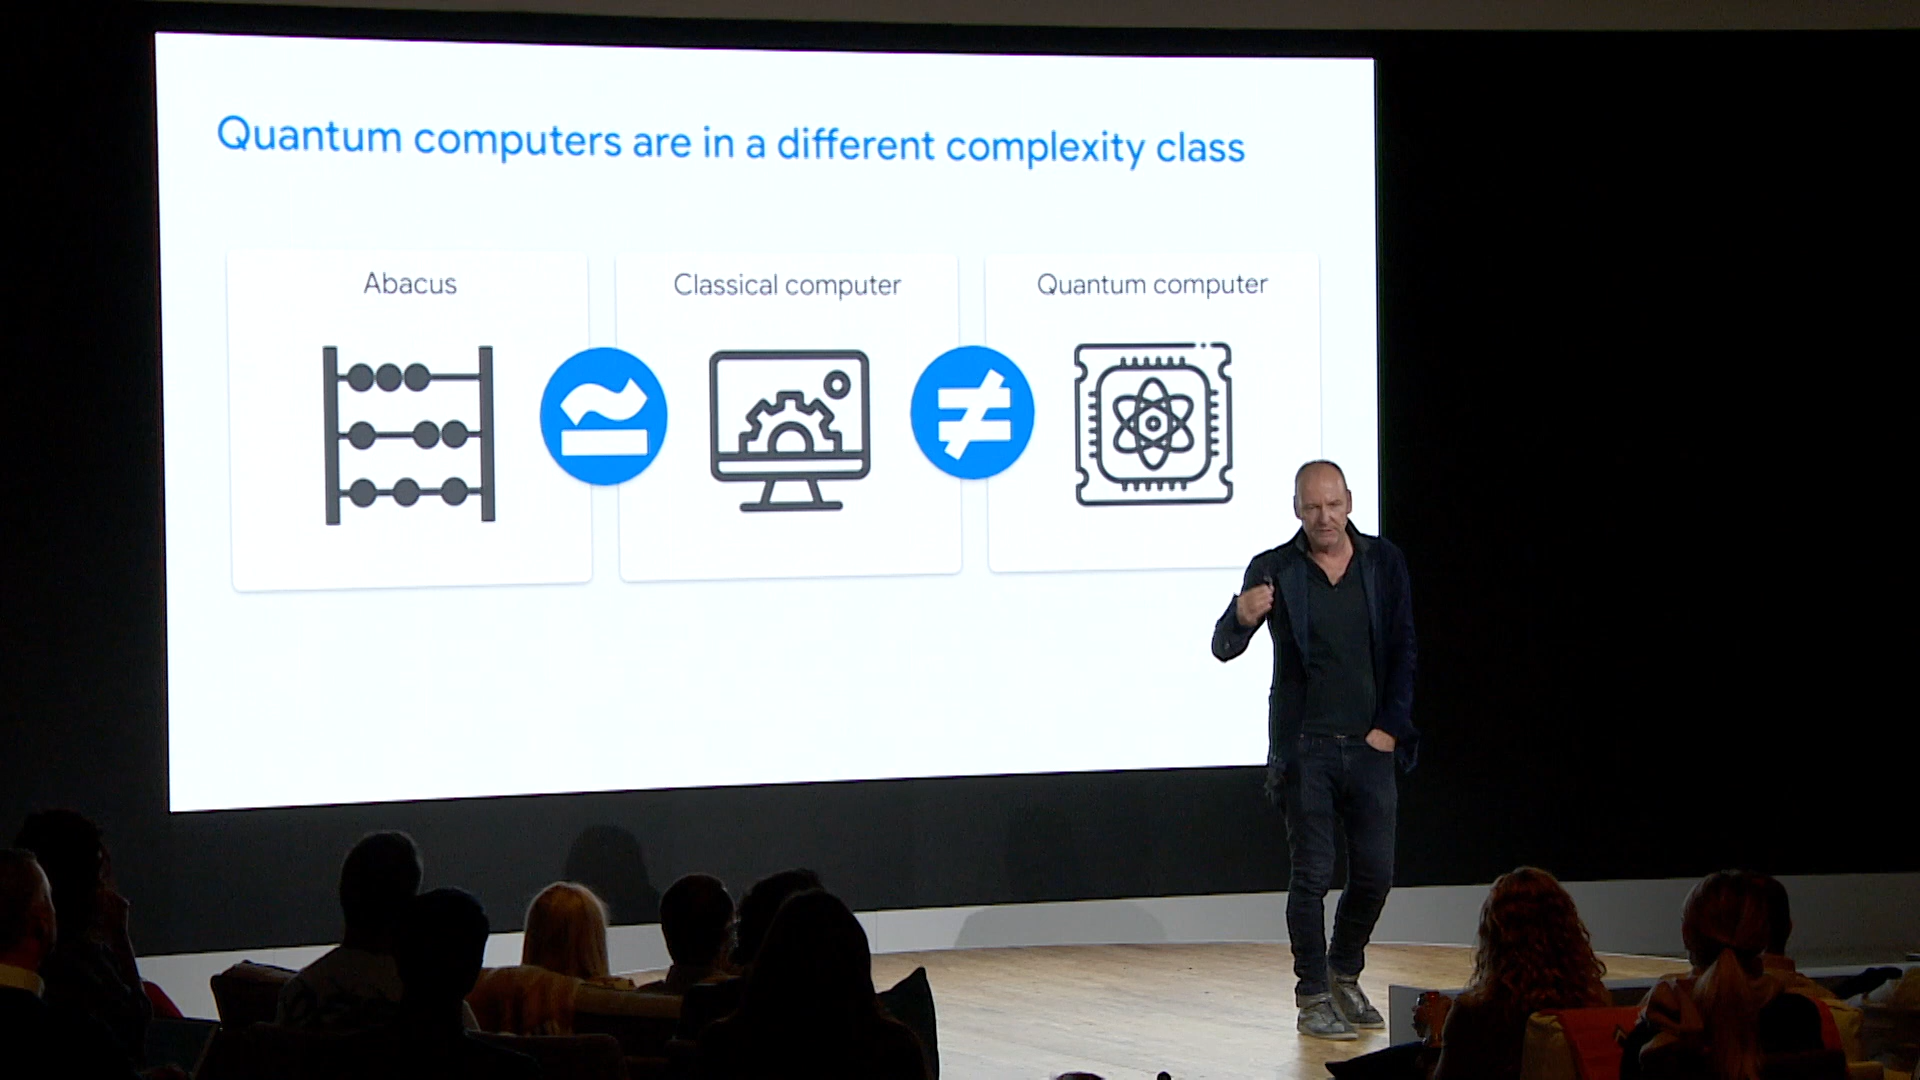 Quantum computers are in a different complexity class
Abacus
Classical computer
Quantum computer